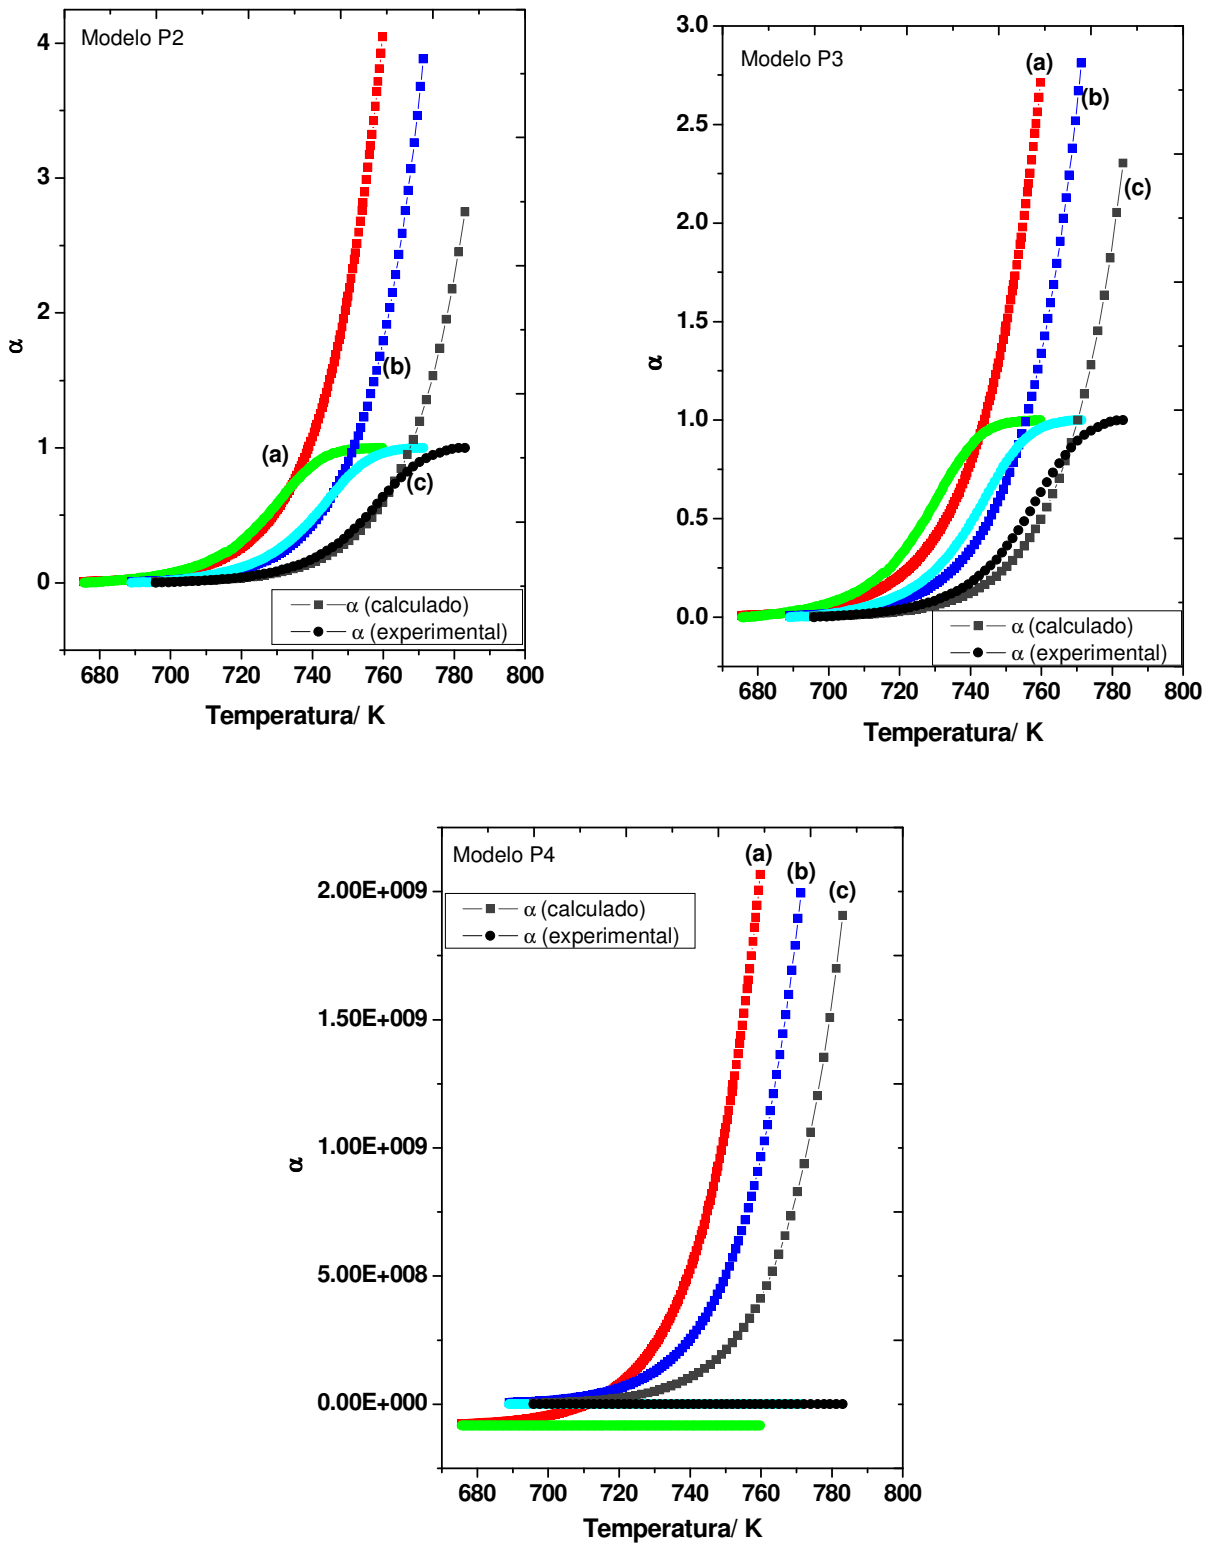 Modelo P2
4
3
2
1
0
α
(a)
(b)
(c)
α (calculado)
α (experimental)
680 700 720 740 760 780 800
Temperatura/ K
Modelo P3
3.0
2.5
2.0
1.5
1.0
0.5
0.0
α
(a)
(b)
(c)
α (calculado)
α (experimental)
680 700 720 740 760 780 800
Temperatura/ K
Modelo P4
2.00E+009
1.50E+009
1.00E+009
5.00E+008
0.00E+000
α
(a)
(b)
(c)
α (calculado)
α (experimental)
680 700 720 740 760 780 800
Temperatura/ K